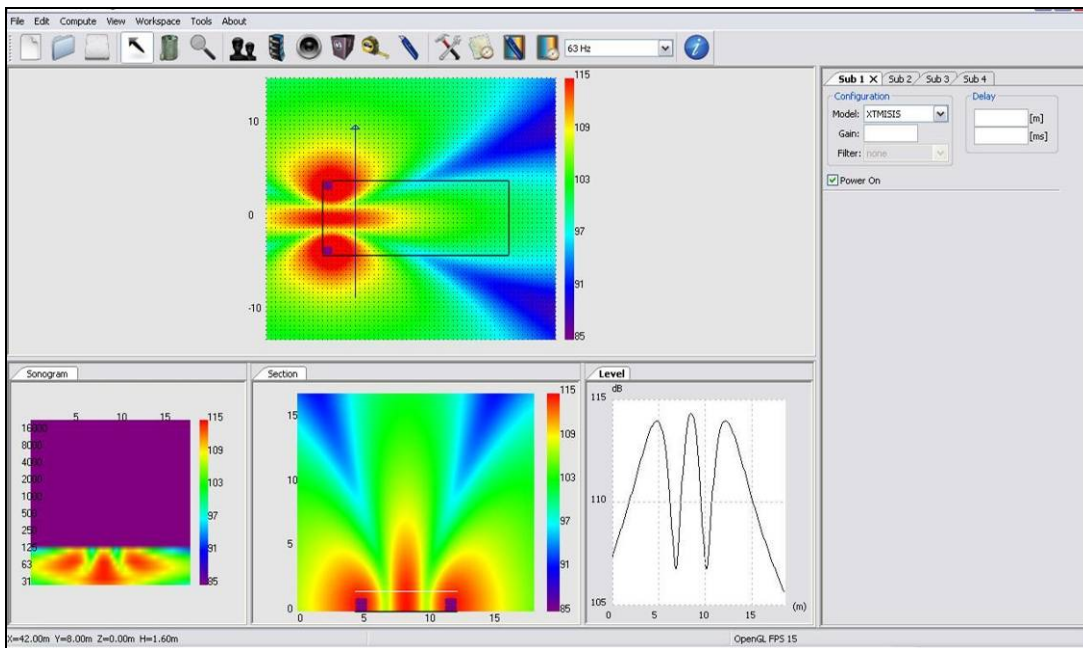 File Edit Compute View Workspace Tools About
63 Hz
115
109
103
97
91
85
10
0
-10
Sub 1 X Sub 2 Sub 3 Sub 4
Configuration
Model: XTMISIS
Gain:
Filter: none
Delay
[m]
[ms]
Power On
Sonogram
5 10 15
16000
8000
4000
2000
1000
500
250
125
63
31
115
109
103
97
91
85
Section
15
10
5
0
0 5 10 15
115
109
103
97
91
85
Level
dB
115
110
105
0 5 10 15 (m)
X=42.00m Y=8.00m Z=0.00m H=1.60m
OpenGL FPS 15